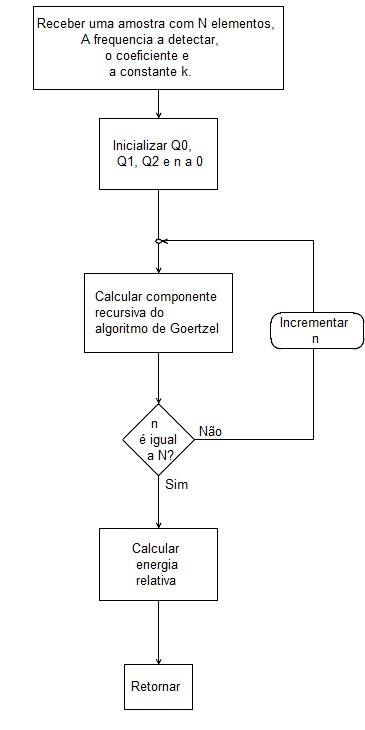 Receber uma amostra com N elementos,
A frequencia a detectar,
o coeficiente e
a constante k.
Inicializar Q0,
Q1, Q2 e n a 0
Calcular componente
recursiva do
algoritmo de Goertzel
Incrementar
n
n
é igual
a N?
Não
Sim
Calcular
energia
relativa
Retornar